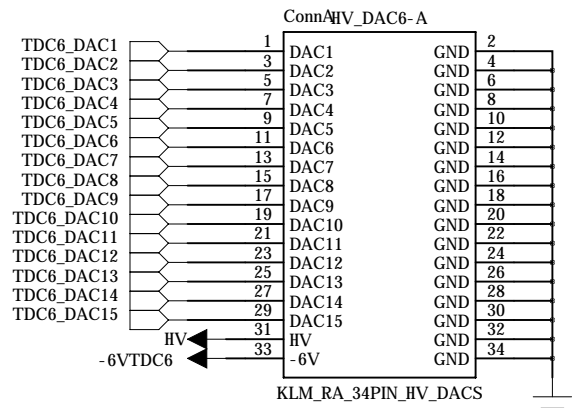 ConnA HV_DAC6-A
TDC6_DAC1 1 DAC1 GND 2
TDC6_DAC2 3 DAC2 GND 4
TDC6_DAC3 5 DAC3 GND 6
TDC6_DAC4 7 DAC4 GND 8
TDC6_DAC5 9 DAC5 GND 10
TDC6_DAC6 11 DAC6 GND 12
TDC6_DAC7 13 DAC7 GND 14
TDC6_DAC8 15 DAC8 GND 16
TDC6_DAC9 17 DAC9 GND 18
TDC6_DAC10 19 DAC10 GND 20
TDC6_DAC11 21 DAC11 GND 22
TDC6_DAC12 23 DAC12 GND 24
TDC6_DAC13 25 DAC13 GND 26
TDC6_DAC14 27 DAC14 GND 28
TDC6_DAC15 29 DAC15 GND 30
HV 31 HV GND 32
-6VTDC6 33 -6V GND 34
KLM_RA_34PIN_HV_DACS